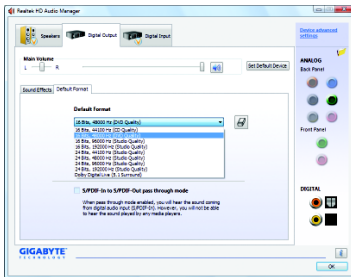 Realtek HD Audio Manager
Speakers
Digital Output
Digital Input
Device advanced settings
Main Volume
L
R
Set Default Device
ANALOG
Back Panel
Sound Effects
Default Format
Default Format
16 Bits, 48000 Hz (DVD Quality)
16 Bits, 44100 Hz (CD Quality)
16 Bits, 48000 Hz (DVD Quality)
16 Bits, 96000 Hz (Studio Quality)
16 Bits, 192000 Hz (Studio Quality)
24 Bits, 44100 Hz (Studio Quality)
24 Bits, 48000 Hz (Studio Quality)
24 Bits, 96000 Hz (Studio Quality)
24 Bits, 192000 Hz (Studio Quality)
Dolby Digital Live (5.1 Surround)
Front Panel
S/PDIF-In to S/PDIF-Out pass through mode
When pass through mode enabled, you will hear the sound coming
from digital audio input (S/PDIF-In). However, you will not be able
to hear the sound played by any media players.
DIGITAL
GIGABYTE
TECHNOLOGY
i
OK